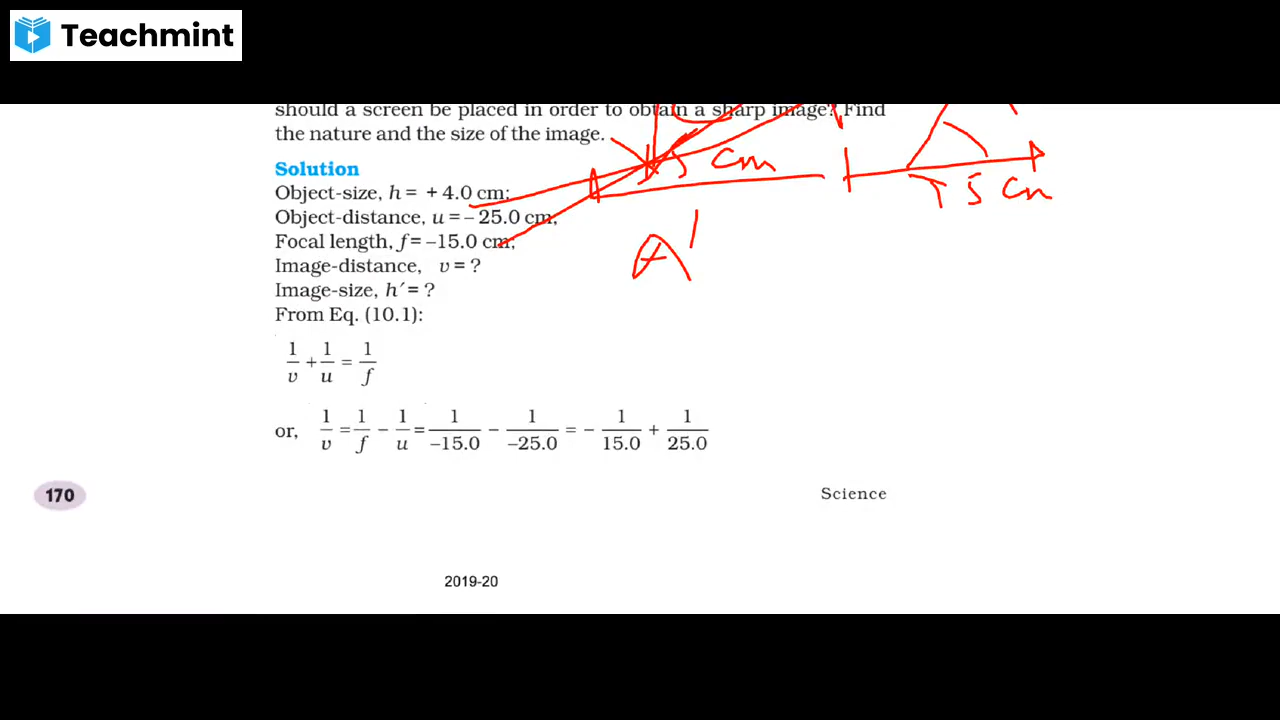 Teachmint
should a screen be placed in order to obtain a sharp image? Find
the nature and the size of the image.
Solution
Object-size, h = + 4.0 cm;
Object-distance, u = – 25.0 cm;
Focal length, f = –15.0 cm;
Image-distance, v = ?
Image-size, h′ = ?
From Eq. (10.1):
1/v + 1/u = 1/f
or, 1/v = 1/f − 1/u = 1/–15.0 − 1/–25.0 = − 1/15.0 + 1/25.0
5 cm
5 cm
A'
170
Science
2019-20